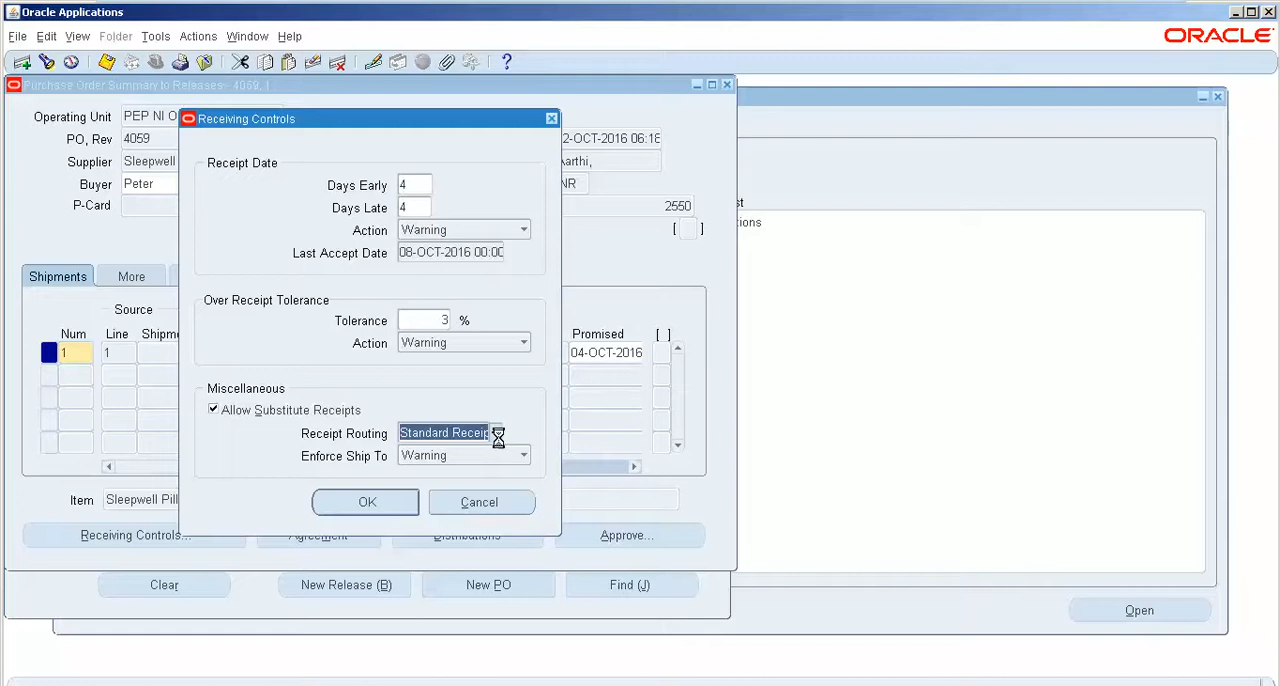 Oracle Applications
File Edit View Folder Tools Actions Window Help
ORACLE
Purchase Order Summary to Releases - 4059, 1
Operating Unit PEP NI O
PO, Rev 4059
Supplier Sleepwell
Buyer Peter
P-Card
2-OCT-2016 06:18
Aarthi,
NR
2550
[ ]
Receiving Controls
Receipt Date
Days Early 4
Days Late 4
Action Warning
Last Accept Date 08-OCT-2016 00:00
Over Receipt Tolerance
Tolerance 3 %
Action Warning
Miscellaneous
Allow Substitute Receipts
Receipt Routing Standard Receip
Enforce Ship To Warning
OK Cancel
Shipments More
Source
Num Line Shipm Promised [ ]
1 1 04-OCT-2016
Item Sleepwell Pill
Receiving Controls... Agreement Distributions Approve...
Clear New Release (B) New PO Find (J)
st
tions
Open